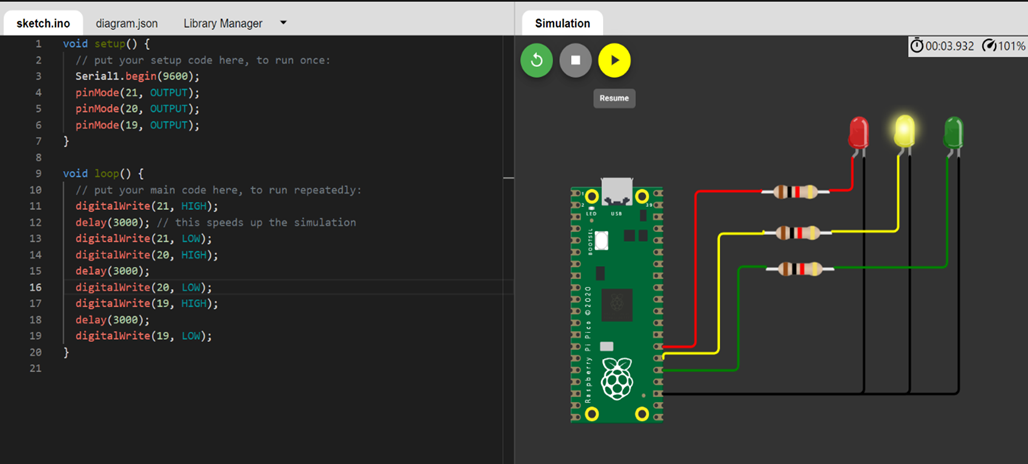 sketch.ino diagram.json Library Manager
1 void setup() {
2 // put your setup code here, to run once:
3 Serial1.begin(9600);
4 pinMode(21, OUTPUT);
5 pinMode(20, OUTPUT);
6 pinMode(19, OUTPUT);
7 }
8
9 void loop() {
10 // put your main code here, to run repeatedly:
11 digitalWrite(21, HIGH);
12 delay(3000); // this speeds up the simulation
13 digitalWrite(21, LOW);
14 digitalWrite(20, HIGH);
15 delay(3000);
16 digitalWrite(20, LOW);
17 digitalWrite(19, HIGH);
18 delay(3000);
19 digitalWrite(19, LOW);
20 }
21
Simulation
00:03.932 101%
Resume
LED USB
BOOTSEL
Raspberry Pi Pico ©2020